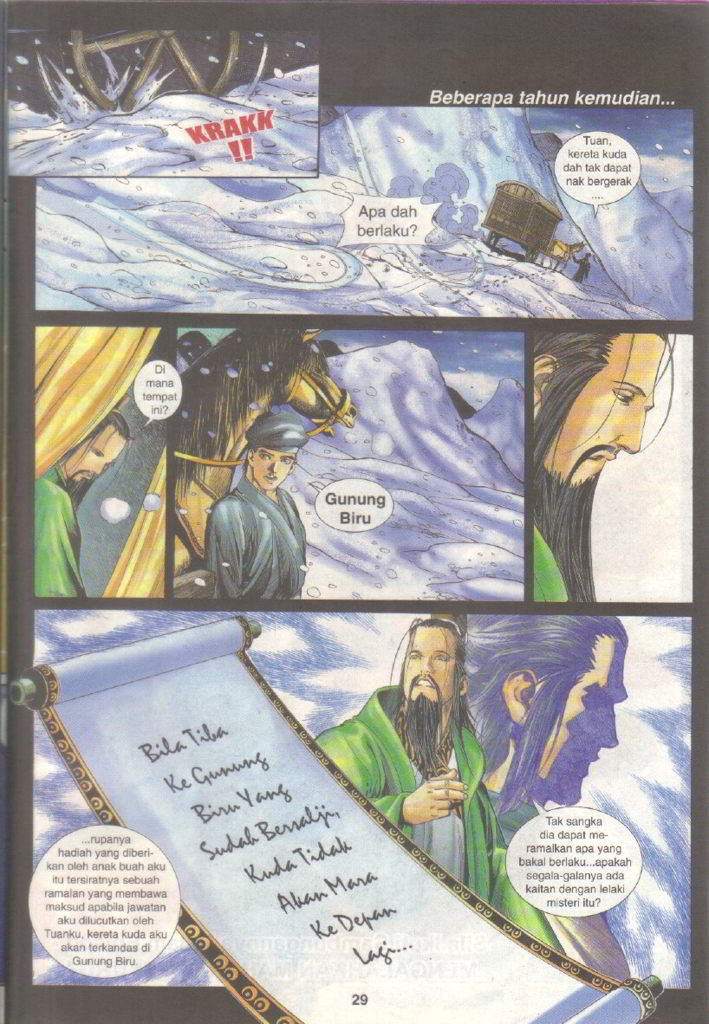 Beberapa tahun kemudian...
KRAKK
!!
Tuan,
kereta kuda
dah tak dapat
nak bergerak
....
Apa dah
berlaku?
Di
mana
tempat
ini?
Gunung
Biru
Bila Tiba
Ke Gunung
Biru Yang
Sudah Bersalji,
Kuda Tidak
Akan Mara
Ke Depan
Lagi....
...rupanya
hadiah yang diberi-
kan oleh anak buah aku
itu tersiratnya sebuah
ramalan yang membawa
maksud apabila jawatan
aku dilucutkan oleh
Tuanku, kereta kuda aku
akan terkandas di
Gunung Biru.
Tak sangka
dia dapat me-
ramalkan apa yang
bakal berlaku...apakah
segala-galanya ada
kaitan dengan lelaki
misteri itu?
29